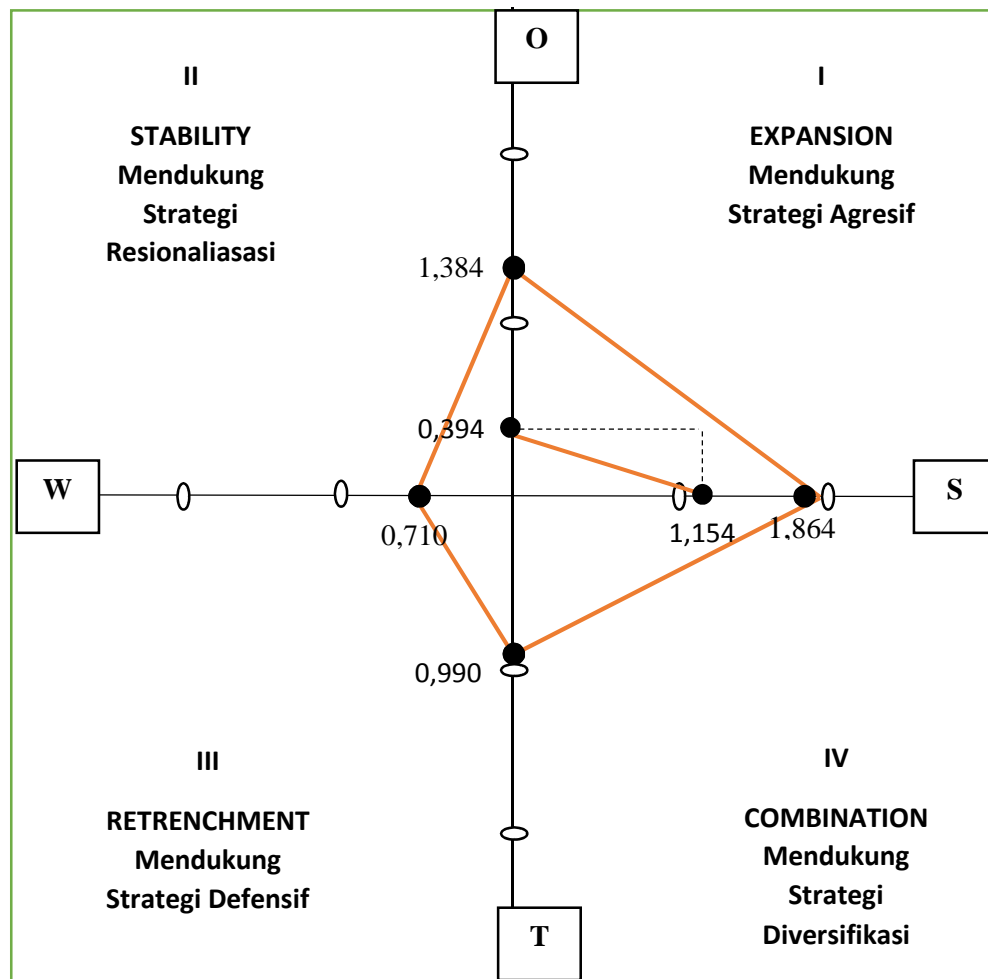 O
II
STABILITY
Mendukung
Strategi
Resionaliasasi
I
EXPANSION
Mendukung
Strategi Agresif
1,384
0,394
W
S
0,710
1,154
1,864
0,990
III
RETRENCHMENT
Mendukung
Strategi Defensif
IV
COMBINATION
Mendukung
Strategi
Diversifikasi
T